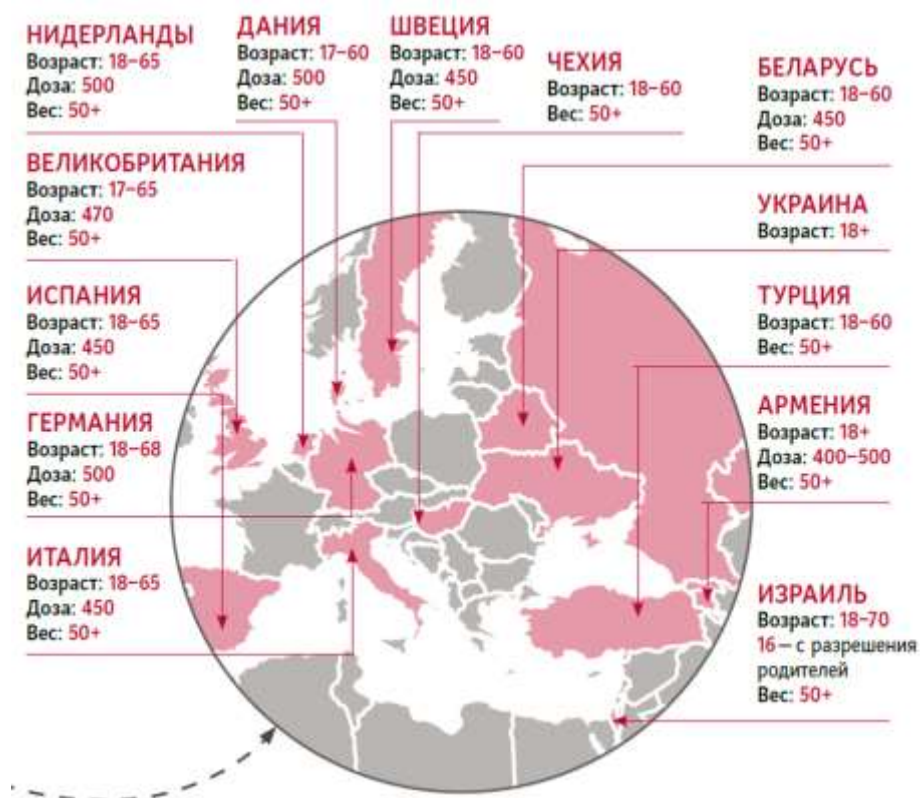 НИДЕРЛАНДЫ
Возраст: 18–65
Доза: 500
Вес: 50+
ДАНИЯ
Возраст: 17–60
Доза: 500
Вес: 50+
ШВЕЦИЯ
Возраст: 18–60
Доза: 450
Вес: 50+
ЧЕХИЯ
Возраст: 18–60
Вес: 50+
БЕЛАРУСЬ
Возраст: 18–60
Доза: 450
Вес: 50+
ВЕЛИКОБРИТАНИЯ
Возраст: 17–65
Доза: 470
Вес: 50+
УКРАИНА
Возраст: 18+
ИСПАНИЯ
Возраст: 18–65
Доза: 450
Вес: 50+
ТУРЦИЯ
Возраст: 18–60
Вес: 50+
ГЕРМАНИЯ
Возраст: 18–68
Доза: 500
Вес: 50+
АРМЕНИЯ
Возраст: 18+
Доза: 400–500
Вес: 50+
ИТАЛИЯ
Возраст: 18–65
Доза: 450
Вес: 50+
ИЗРАИЛЬ
Возраст: 18–70
16 – с разрешения
родителей
Вес: 50+